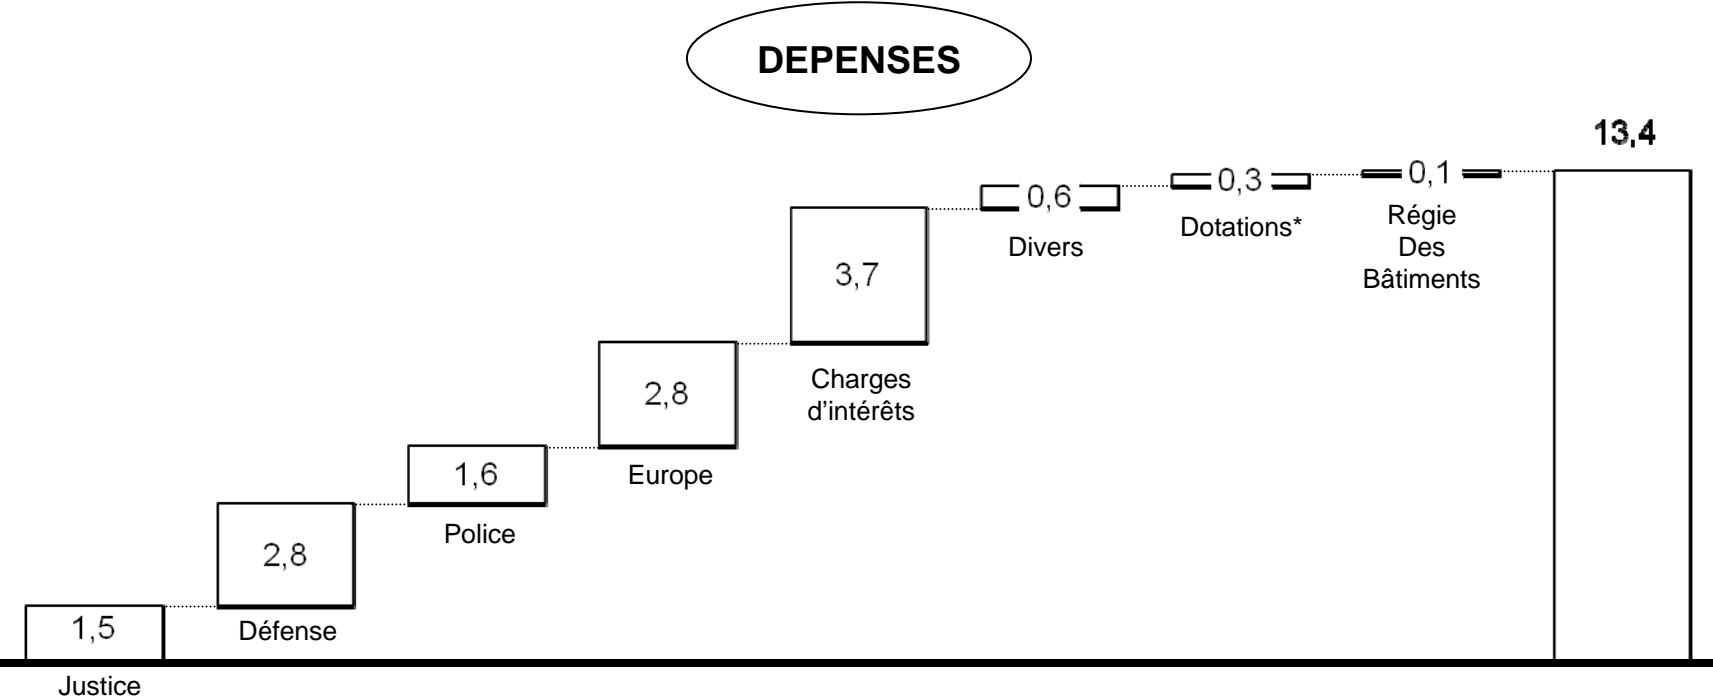 DEPENSES
13,4
0,1
Régie
Des
Bâtiments
0,3
Dotations*
0,6
Divers
3,7
Charges
d’intérêts
2,8
Europe
1,6
Police
2,8
Défense
1,5
Justice